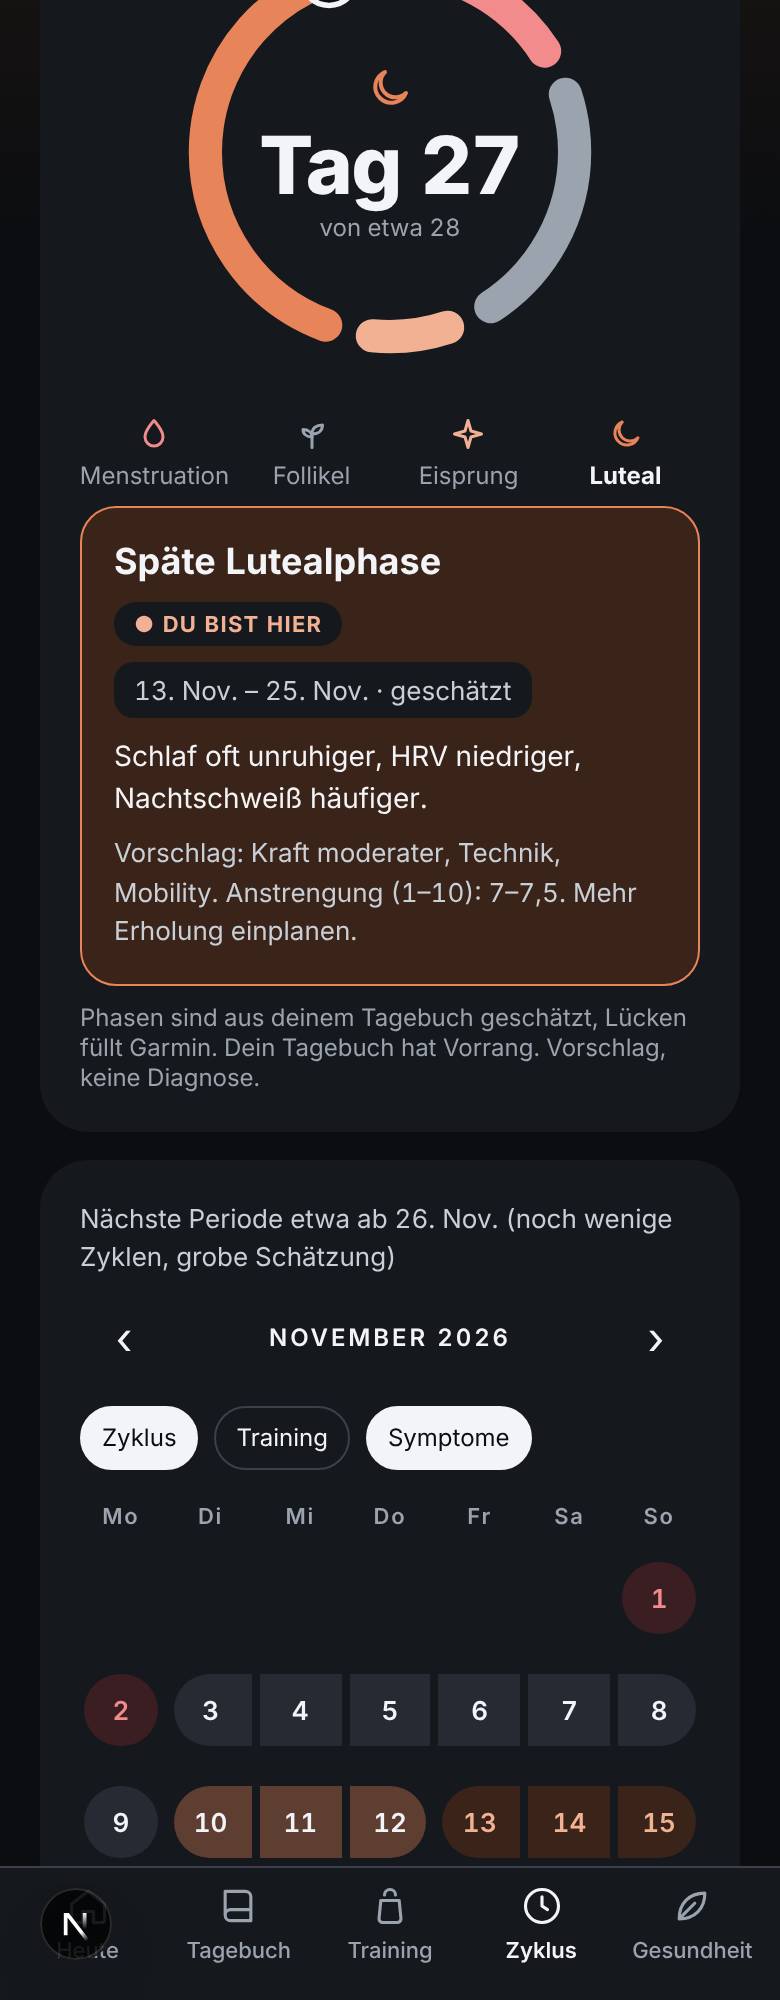 Tag 27
von etwa 28
Menstruation Follikel Eisprung Luteal
Späte Lutealphase
DU BIST HIER
13. Nov. – 25. Nov. · geschätzt
Schlaf oft unruhiger, HRV niedriger,
Nachtschweiß häufiger.
Vorschlag: Kraft moderater, Technik,
Mobility. Anstrengung (1–10): 7–7,5. Mehr
Erholung einplanen.
Phasen sind aus deinem Tagebuch geschätzt, Lücken
füllt Garmin. Dein Tagebuch hat Vorrang. Vorschlag,
keine Diagnose.
Nächste Periode etwa ab 26. Nov. (noch wenige
Zyklen, grobe Schätzung)
‹ NOVEMBER 2026 ›
Zyklus Training Symptome
Mo Di Mi Do Fr Sa So
1
2 3 4 5 6 7 8
9 10 11 12 13 14 15
N
Heute Tagebuch Training Zyklus Gesundheit